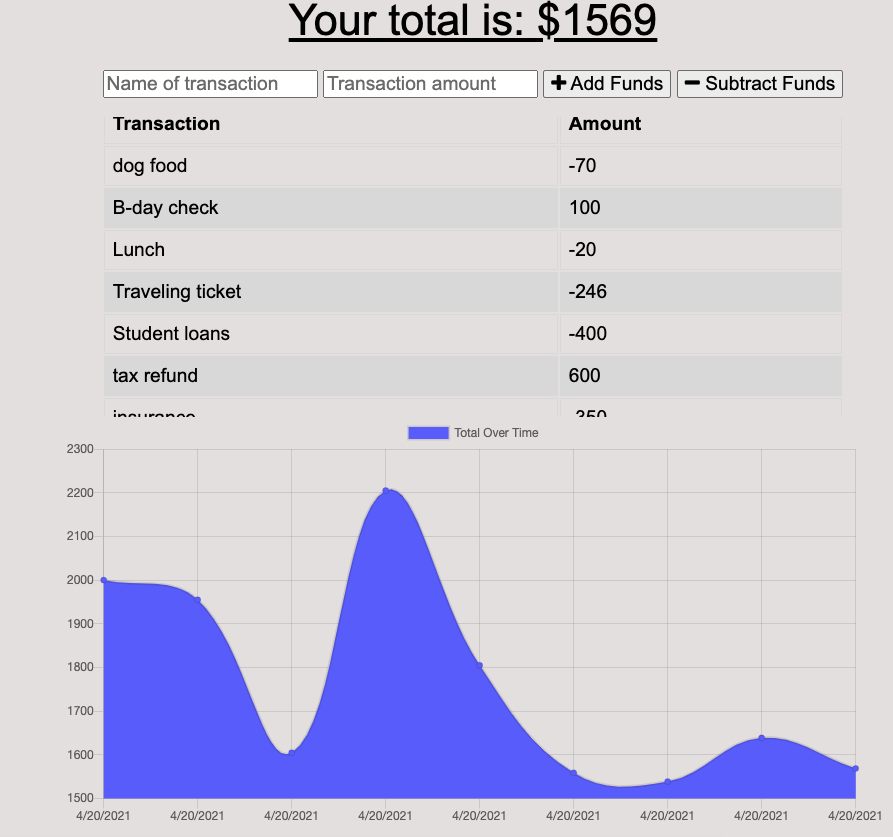 Your total is: $1569
Name of transaction Transaction amount Add Funds Subtract Funds
Transaction Amount
dog food -70
B-day check 100
Lunch -20
Traveling ticket -246
Student loans -400
tax refund 600
insurance -350
Total Over Time
2300
2200
2100
2000
1900
1800
1700
1600
1500
4/20/2021 4/20/2021 4/20/2021 4/20/2021 4/20/2021 4/20/2021 4/20/2021 4/20/2021 4/20/2021